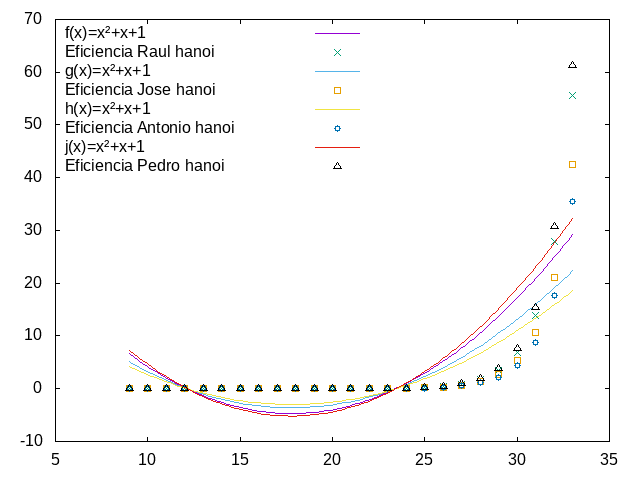 70
60
50
40
30
20
10
0
-10
f(x)=x²+x+1
Eficiencia Raul hanoi
g(x)=x²+x+1
Eficiencia Jose hanoi
h(x)=x²+x+1
Eficiencia Antonio hanoi
j(x)=x²+x+1
Eficiencia Pedro hanoi
5 10 15 20 25 30 35